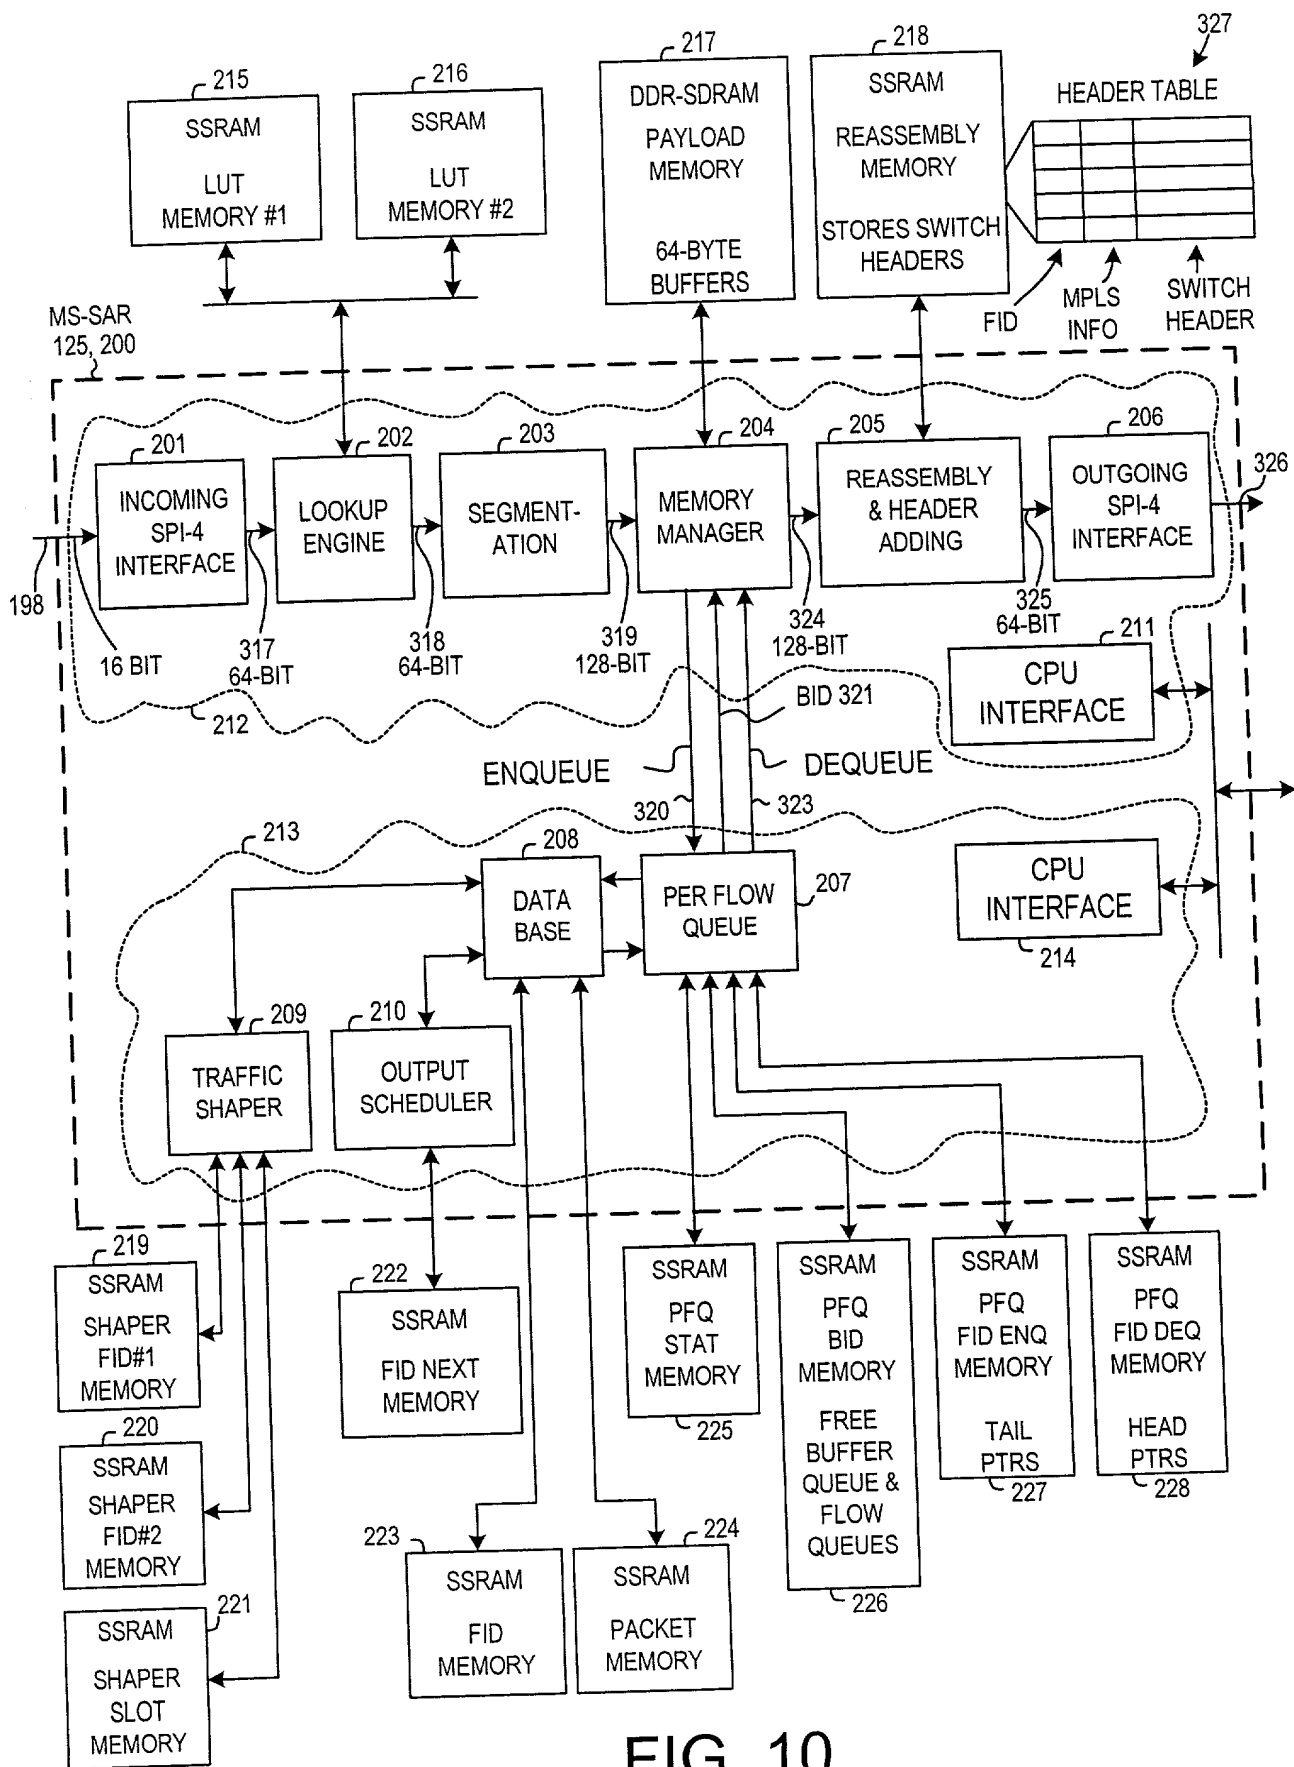 327
217
218
HEADER TABLE
215
216
SSRAM
LUT
MEMORY #1
SSRAM
LUT
MEMORY #2
DDR-SDRAM
PAYLOAD
MEMORY
64-BYTE
BUFFERS
SSRAM
REASSEMBLY
MEMORY
STORES SWITCH
HEADERS
FID
MPLS
INFO
SWITCH
HEADER
MS-SAR
125, 200
201
202
203
204
205
206
INCOMING
SPI-4
INTERFACE
LOOKUP
ENGINE
SEGMENT-
ATION
MEMORY
MANAGER
REASSEMBLY
& HEADER
ADDING
OUTGOING
SPI-4
INTERFACE
326
198
16 BIT
317
64-BIT
318
64-BIT
319
128-BIT
324
128-BIT
325
64-BIT
211
CPU
INTERFACE
212
320
BID 321
ENQUEUE
DEQUEUE
320
323
213
208
DATA
BASE
PER FLOW
QUEUE
207
CPU
INTERFACE
214
209
TRAFFIC
SHAPER
210
OUTPUT
SCHEDULER
219
SSRAM
SHAPER
FID#1
MEMORY
220
SSRAM
SHAPER
FID#2
MEMORY
221
SSRAM
SHAPER
SLOT
MEMORY
222
SSRAM
FID NEXT
MEMORY
223
SSRAM
FID
MEMORY
224
SSRAM
PACKET
MEMORY
SSRAM
PFQ
STAT
MEMORY
225
SSRAM
PFQ
BID
MEMORY
FREE
BUFFER
QUEUE &
FLOW
QUEUES
226
SSRAM
PFQ
FID ENQ
MEMORY
TAIL
PTRS
227
SSRAM
PFQ
FID DEQ
MEMORY
HEAD
PTRS
228
FIG. 10